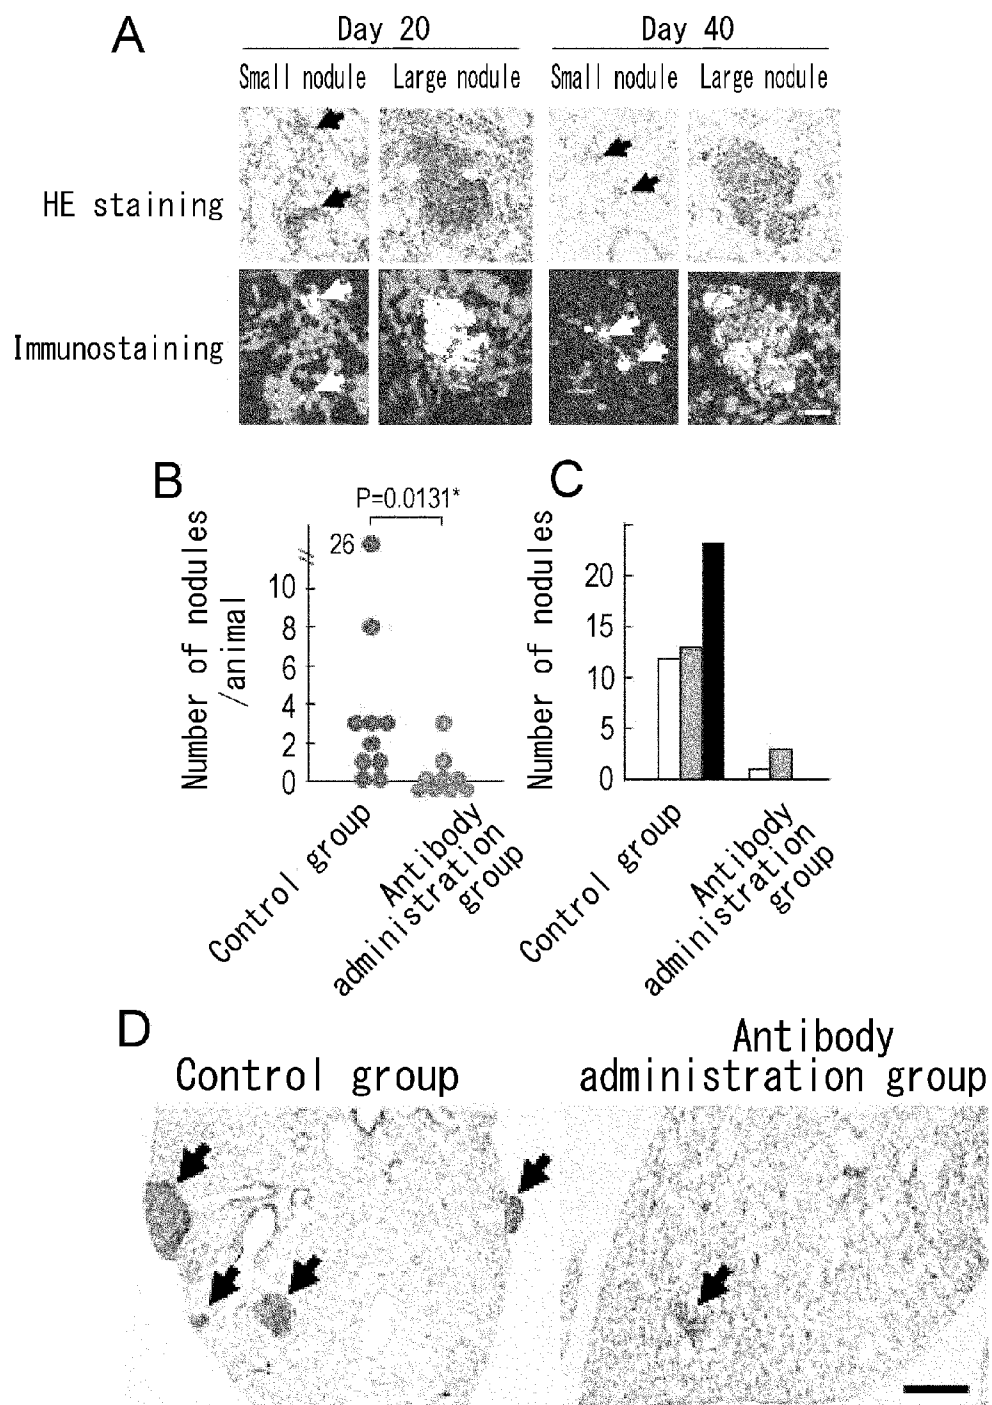 A
Day 20
Day 40
Small nodule
Large nodule
Small nodule
Large nodule
HE staining
Immunostaining
B
P=0.0131*
Number of nodules
/animal
26
10
8
6
4
2
0
Control group
Antibody
administration
group
C
Number of nodules
20
15
10
5
0
Control group
Antibody
administration
group
D
Control group
Antibody
administration group